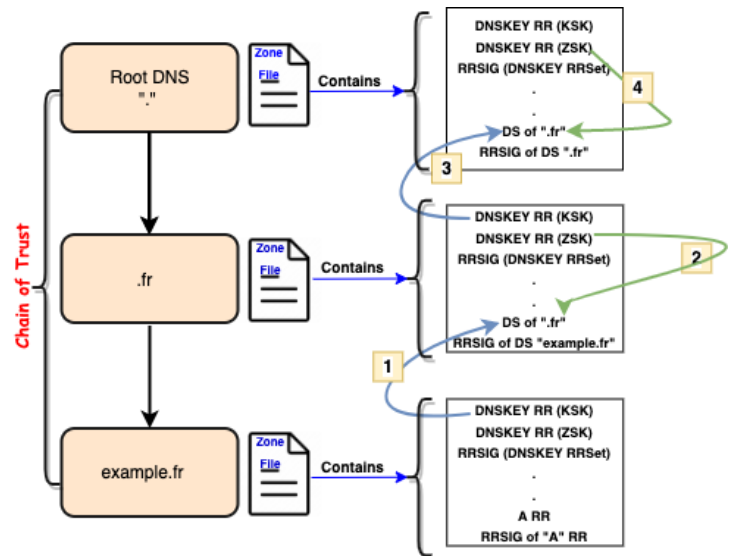 Chain of Trust
Root DNS
"."
Zone
File
Contains
DNSKEY RR (KSK)
DNSKEY RR (ZSK)
RRSIG (DNSKEY RRSet)
.
.
DS of ".fr"
RRSIG of DS ".fr"
4
3
.fr
Zone
File
Contains
DNSKEY RR (KSK)
DNSKEY RR (ZSK)
RRSIG (DNSKEY RRSet)
.
.
DS of ".fr"
RRSIG of DS "example.fr"
2
1
example.fr
Zone
File
Contains
DNSKEY RR (KSK)
DNSKEY RR (ZSK)
RRSIG (DNSKEY RRSet)
.
.
A RR
RRSIG of "A" RR